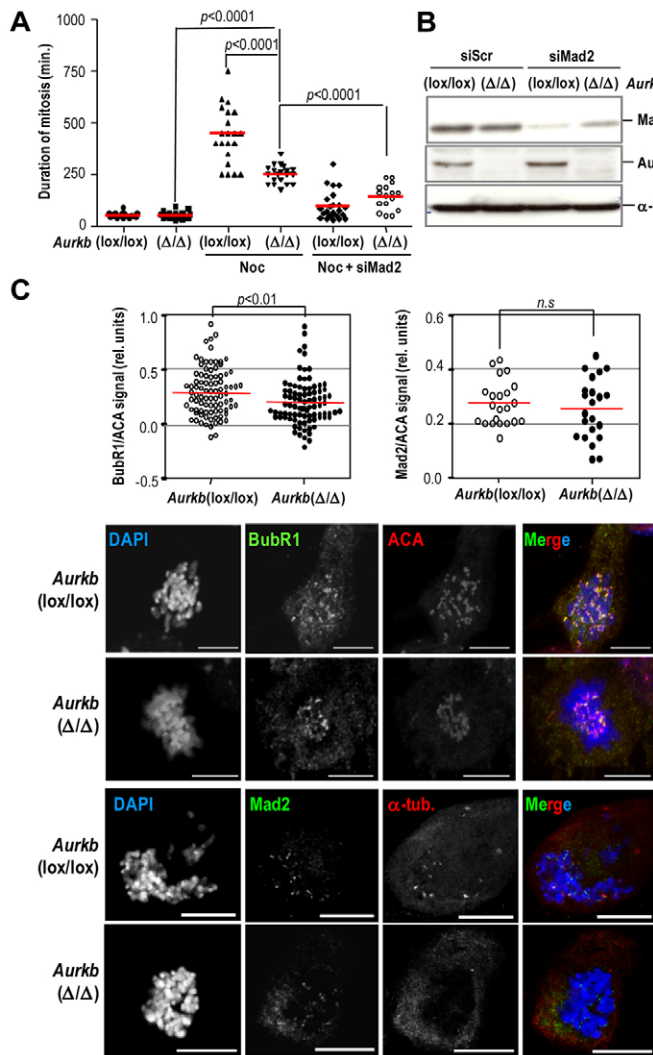 A
p<0.0001
p<0.0001
p<0.0001
Duration of mitosis (min.)
1000
750
500
250
0
Aurkb (lox/lox) (Δ/Δ) (lox/lox) (Δ/Δ) (lox/lox) (Δ/Δ)
Noc
Noc + siMad2
B
siScr siMad2
(lox/lox) (Δ/Δ) (lox/lox) (Δ/Δ) Aurk
Ma
Au
α-
C
p<0.01
BubR1/ACA signal (rel. units)
1.0
0.5
0.0
-0.5
Aurkb(lox/lox) Aurkb(Δ/Δ)
n.s
Mad2/ACA signal (rel. units)
0.6
0.4
0.2
0.0
Aurkb(lox/lox) Aurkb(Δ/Δ)
DAPI BubR1 ACA Merge
Aurkb
(lox/lox)
Aurkb
(Δ/Δ)
DAPI Mad2 α-tub. Merge
Aurkb
(lox/lox)
Aurkb
(Δ/Δ)